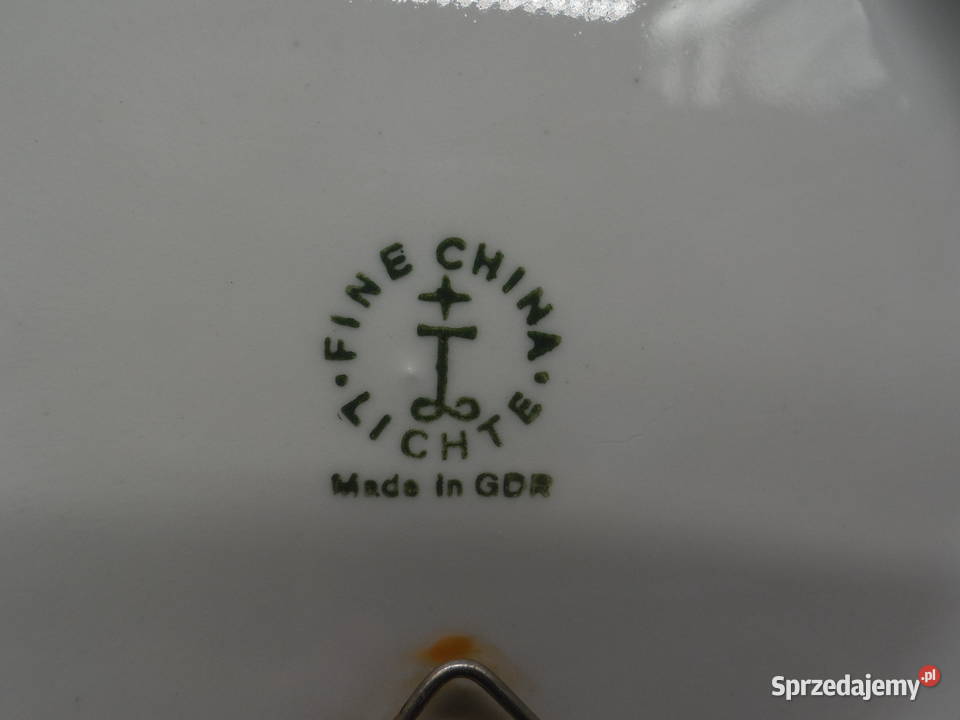 · FINE CHINA ·
LICHTE
Made in GDR
Sprzedajemy.pl